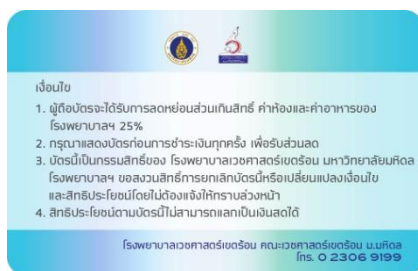 เงื่อนไข
1. ผู้ถือบัตรจะได้รับการลดหย่อนส่วนเกินสิทธิ์ ค่าห้องและค่าอาหารของ
โรงพยาบาลฯ 25%
2. กรุณาแสดงบัตรก่อนการชำระเงินทุกครั้ง เพื่อรับส่วนลด
3. บัตรนี้เป็นกรรมสิทธิ์ของ โรงพยาบาลเวชศาสตร์เขตร้อน มหาวิทยาลัยมหิดล
โรงพยาบาลฯ ขอสงวนสิทธิ์การยกเลิกบัตรนี้หรือเปลี่ยนแปลงเงื่อนไข
และสิทธิประโยชน์โดยไม่ต้องแจ้งให้ทราบล่วงหน้า
4. สิทธิประโยชน์ตามบัตรนี้ไม่สามารถแลกเป็นเงินสดได้
โรงพยาบาลเวชศาสตร์เขตร้อน คณะเวชศาสตร์เขตร้อน ม.มหิดล
โทร. 0 2306 9199